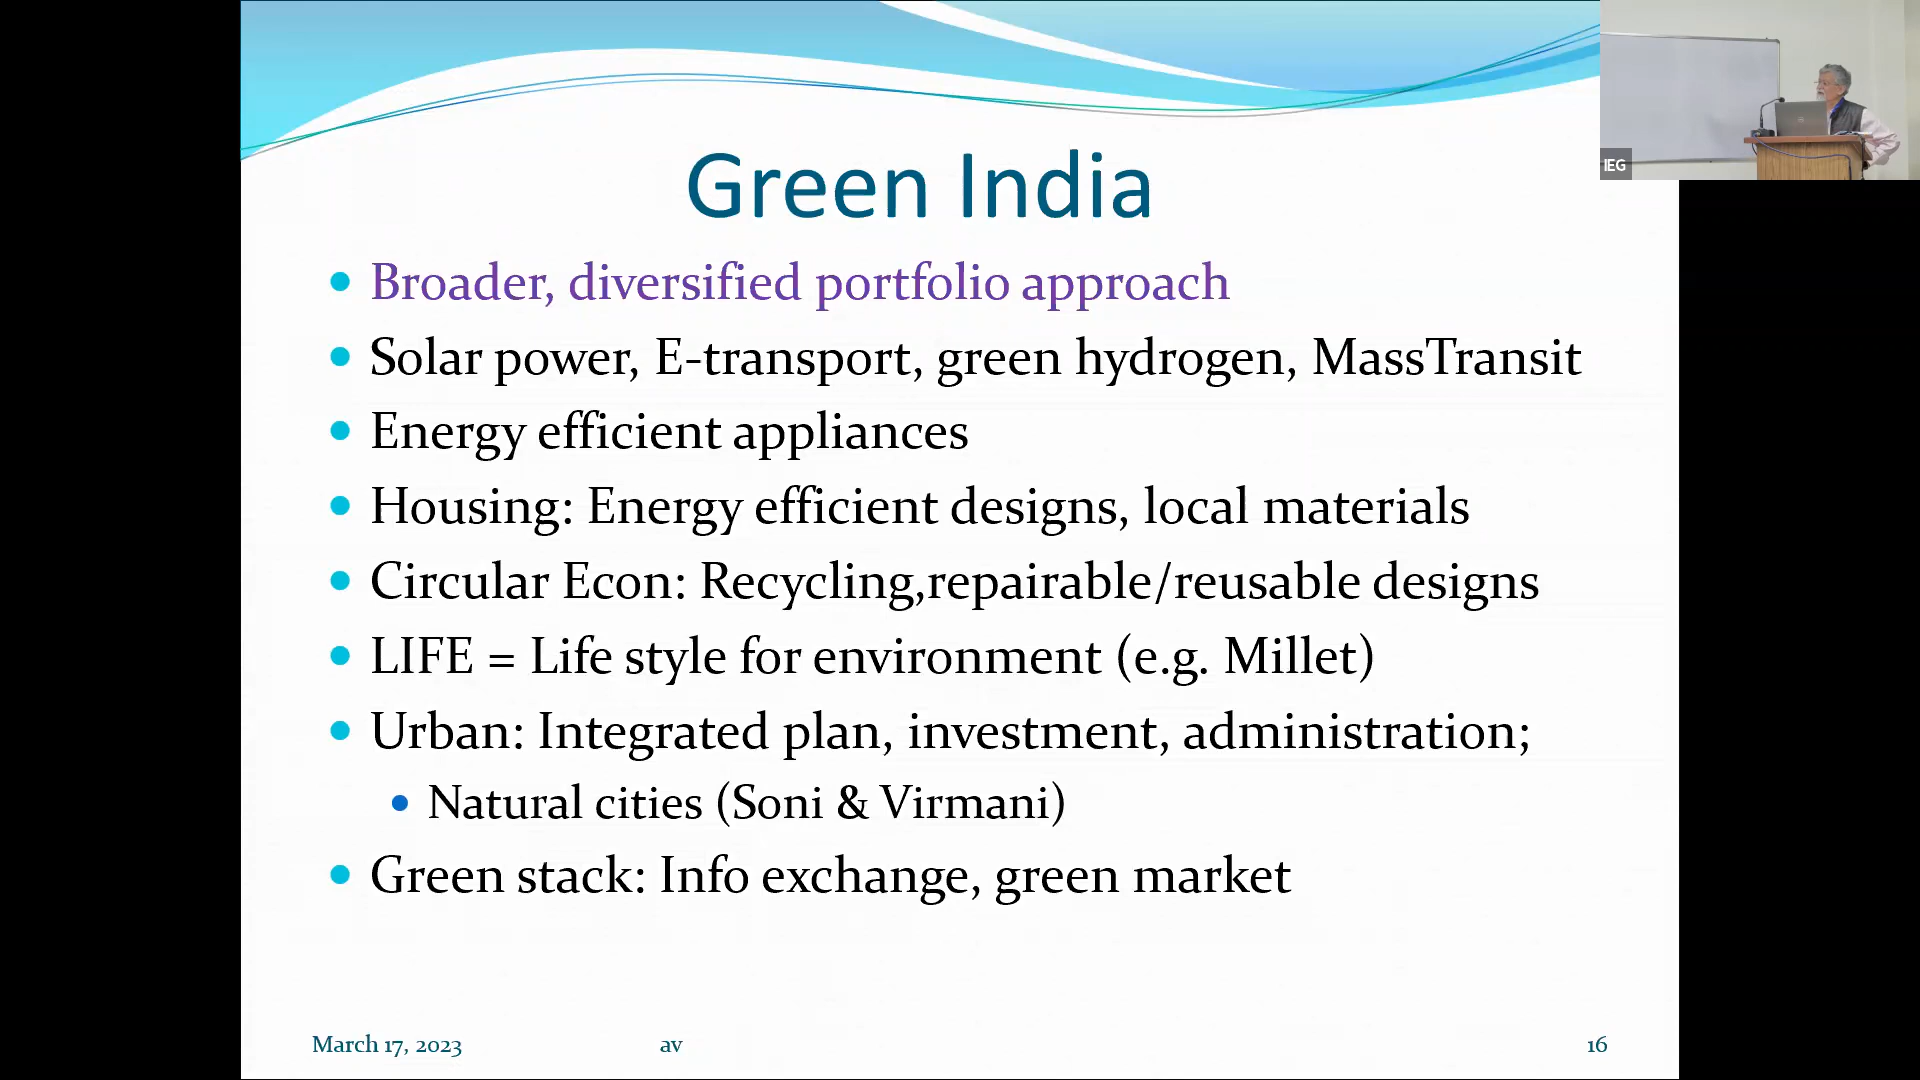 Green India
Broader, diversified portfolio approach
Solar power, E-transport, green hydrogen, MassTransit
Energy efficient appliances
Housing: Energy efficient designs, local materials
Circular Econ: Recycling,repairable/reusable designs
LIFE = Life style for environment (e.g. Millet)
Urban: Integrated plan, investment, administration;
Natural cities (Soni & Virmani)
Green stack: Info exchange, green market
March 17, 2023
av
16
IEG